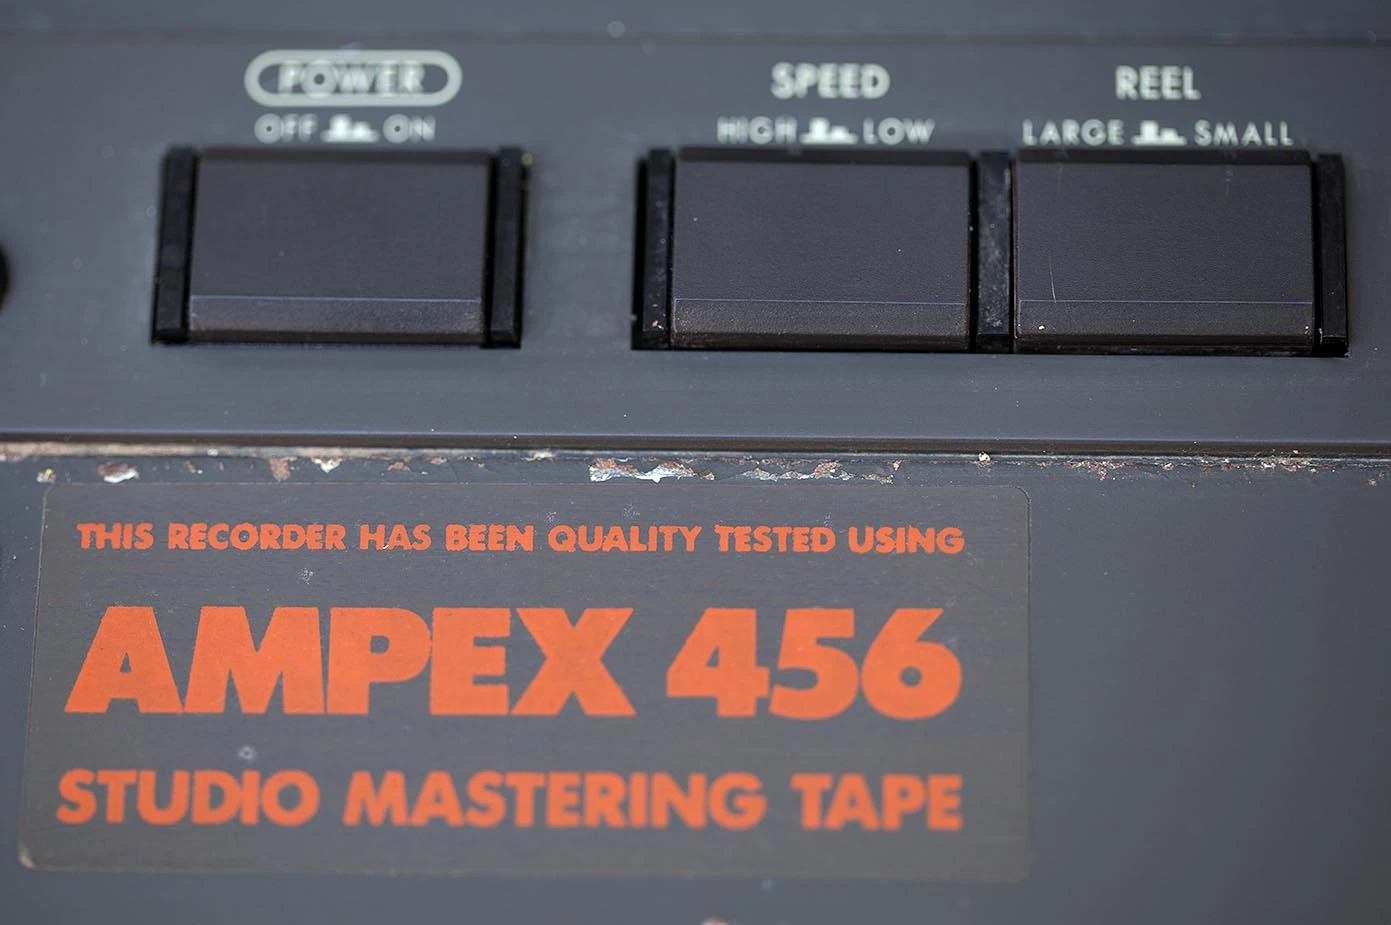 POWER
OFF ON
SPEED
HIGH LOW
REEL
LARGE SMALL
THIS RECORDER HAS BEEN QUALITY TESTED USING
AMPEX 456
STUDIO MASTERING TAPE